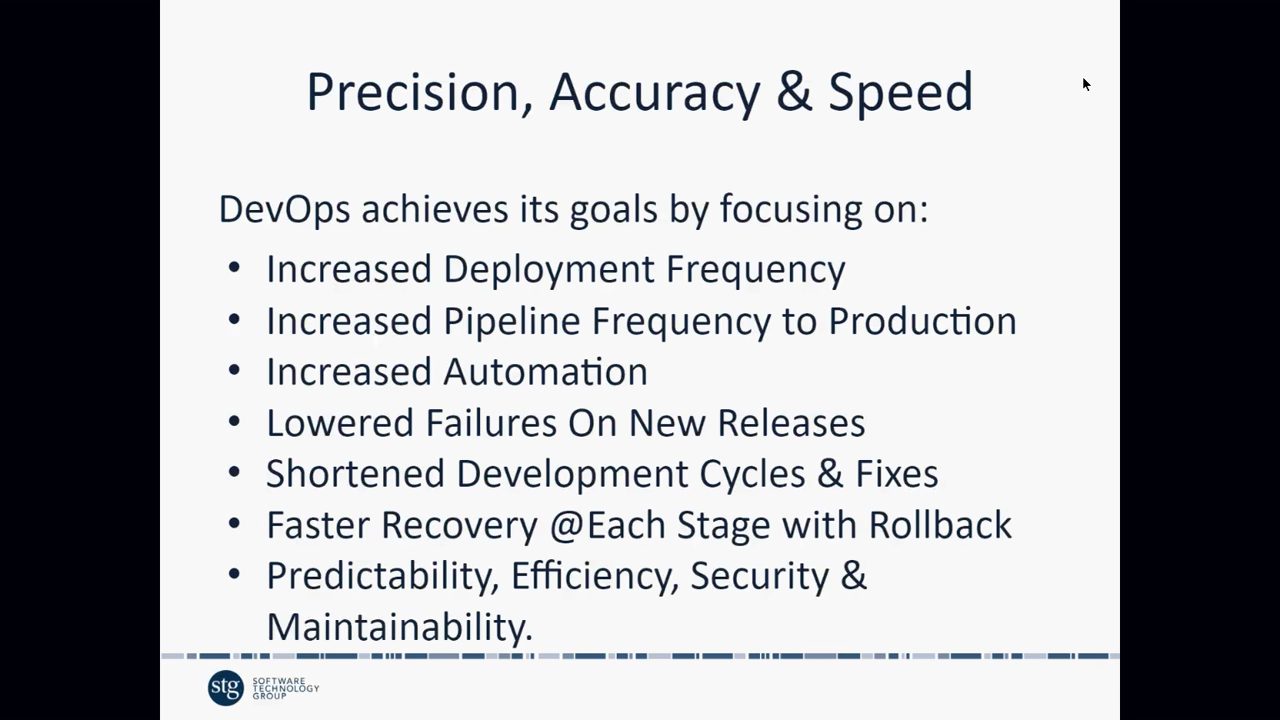 Precision, Accuracy & Speed
DevOps achieves its goals by focusing on:
• Increased Deployment Frequency
• Increased Pipeline Frequency to Production
• Increased Automation
• Lowered Failures On New Releases
• Shortened Development Cycles & Fixes
• Faster Recovery @Each Stage with Rollback
• Predictability, Efficiency, Security &
Maintainability.
stg
SOFTWARE
TECHNOLOGY
GROUP